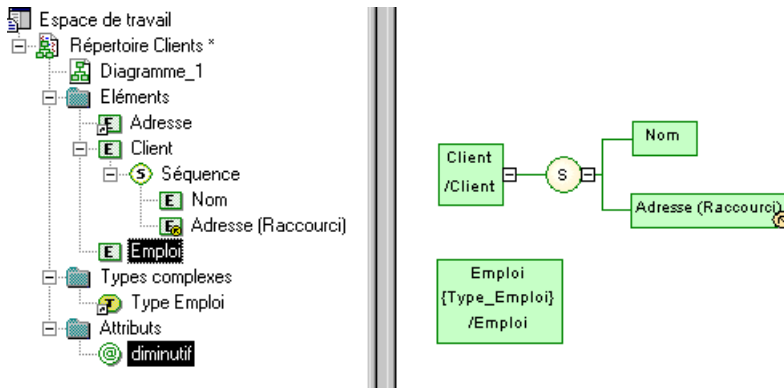 Espace de travail
Répertoire Clients *
Diagramme_1
Eléments
E Adresse
E Client
S Séquence
E Nom
E Adresse (Raccourci)
E Emploi
Types complexes
T Type Emploi
Attributs
@ diminutif
Client
/Client
S
Nom
Adresse (Raccourci)
Emploi
{Type_Emploi}
/Emploi